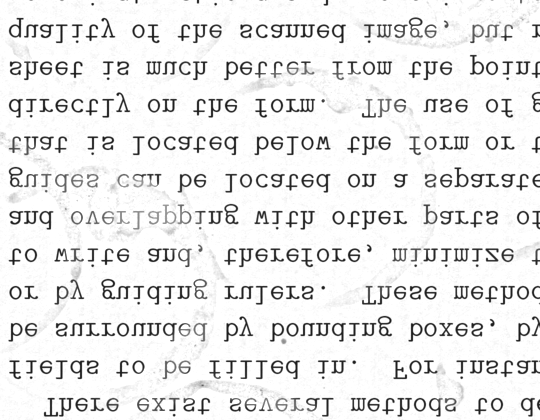 There exist several methods to de
fields to be filled in. For instan
be surrounded by bounding boxes, by
or by guiding rulers. These method
to write and, therefore, minimize t
and overlapping with other parts of
guides can be located on a separate
that is located below the form or t
directly on the form. The use of g
sheet is much better from the point
quality of the scanned image, but r